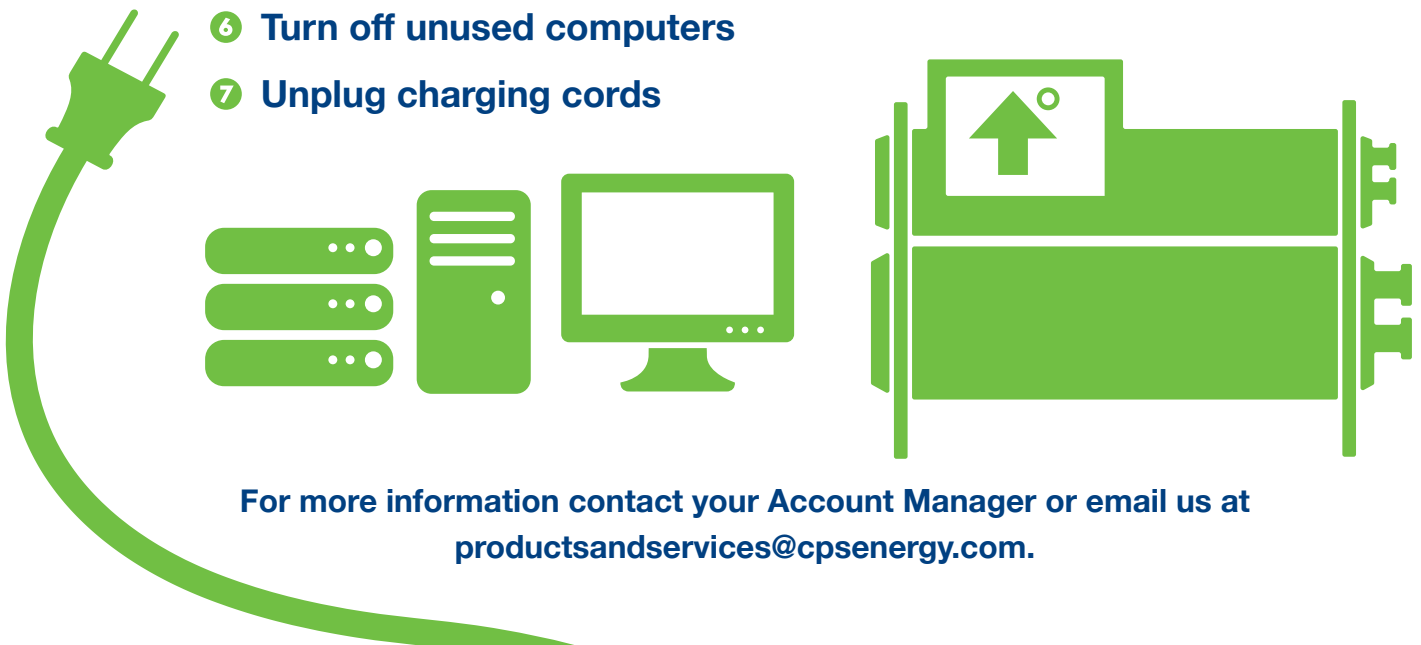 6 Turn off unused computers
7 Unplug charging cords
For more information contact your Account Manager or email us at
productsandservices@cpsenergy.com.